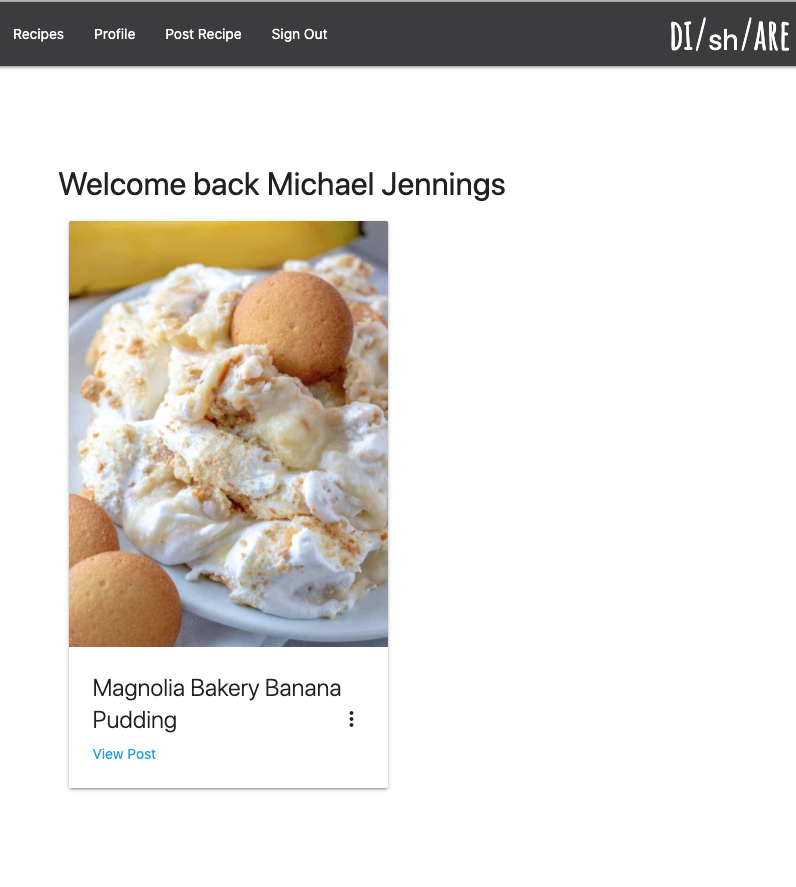 Recipes Profile Post Recipe Sign Out DI/sh/ARE
Welcome back Michael Jennings
Magnolia Bakery Banana
Pudding
View Post